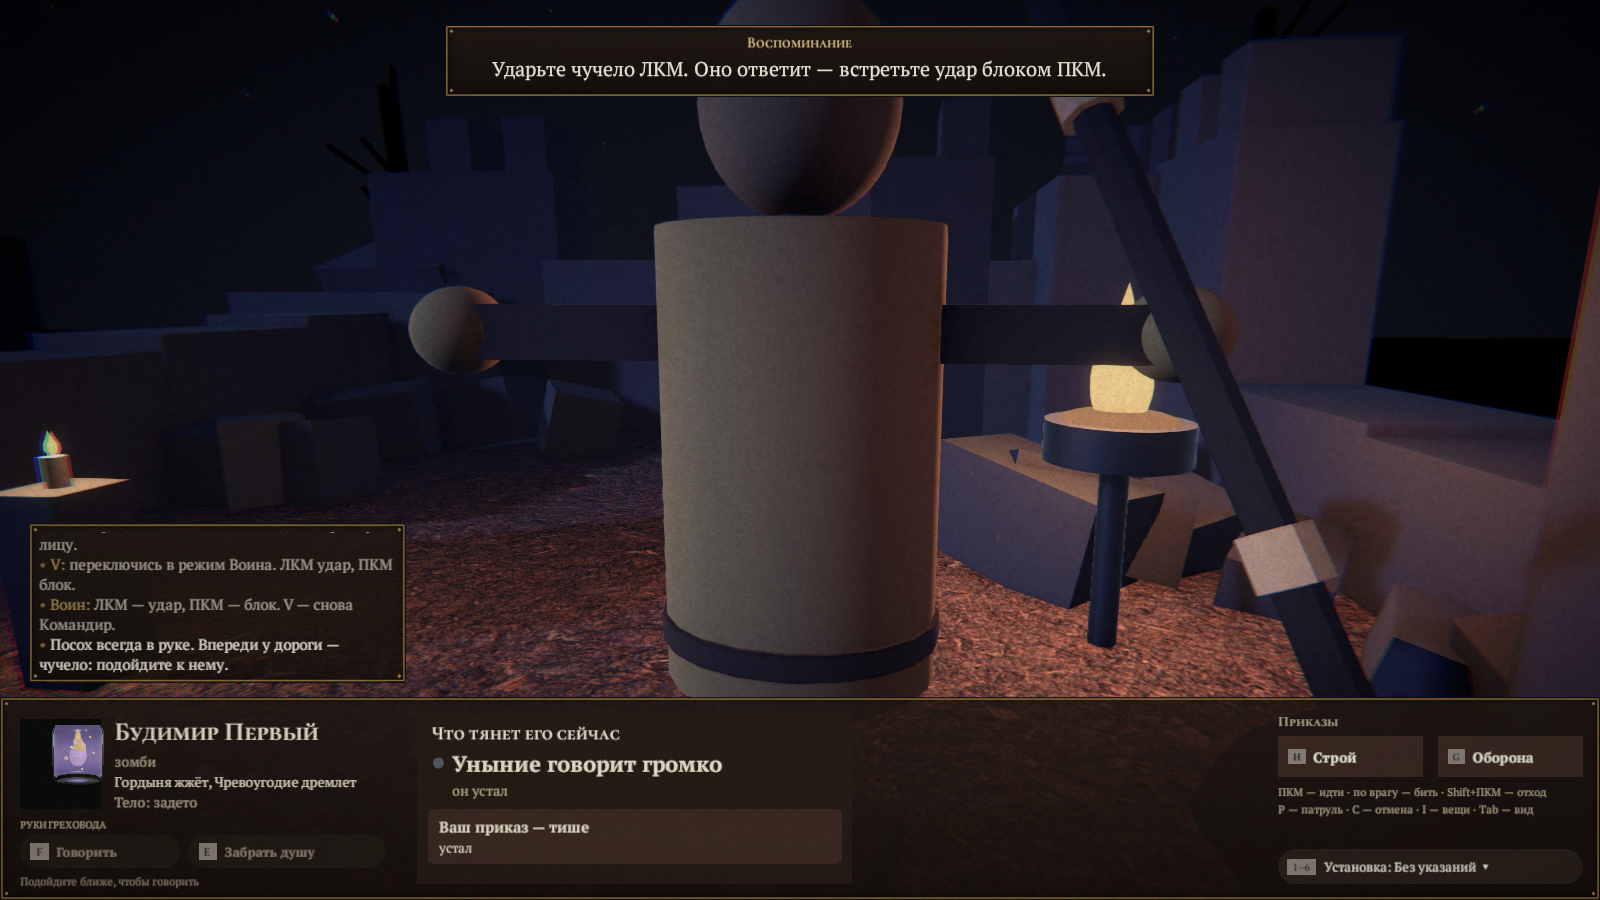 Воспоминание
Ударьте чучело ЛКМ. Оно ответит — встретьте удар блоком ПКМ.
лицу.
• V: переключись в режим Воина. ЛКМ удар, ПКМ
блок.
• Воин: ЛКМ — удар, ПКМ — блок. V — снова
Командир.
• Посох всегда в руке. Впереди у дороги —
чучело: подойдите к нему.
Будимир Первый
зомби
Гордыня жжёт, Чревоугодие дремлет
Тело: задето
РУКИ ГРЕХОВОДА
F Говорить
E Забрать душу
Подойдите ближе, чтобы говорить
Что тянет его сейчас
Уныние говорит громко
он устал
Ваш приказ — тише
устал
Приказы
H Строй
G Оборона
ПКМ — идти · по врагу — бить · Shift+ПКМ — отход
P — патруль · C — отмена · I — вещи · Tab — вид
1–6 Установка: Без указаний ▾